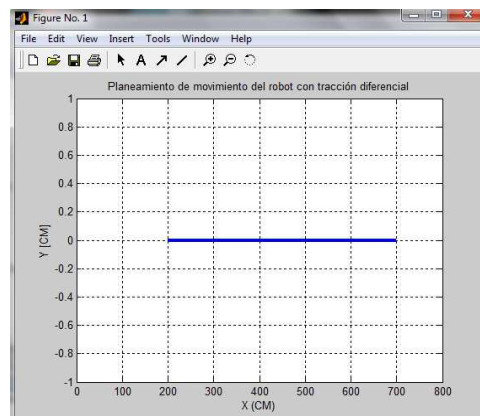 Figure No. 1
File Edit View Insert Tools Window Help
A
Planeamiento de movimiento del robot con tracción diferencial
1
0.8
0.6
0.4
0.2
0
-0.2
-0.4
-0.6
-0.8
-1
Y [CM]
0 100 200 300 400 500 600 700 800
X (CM)